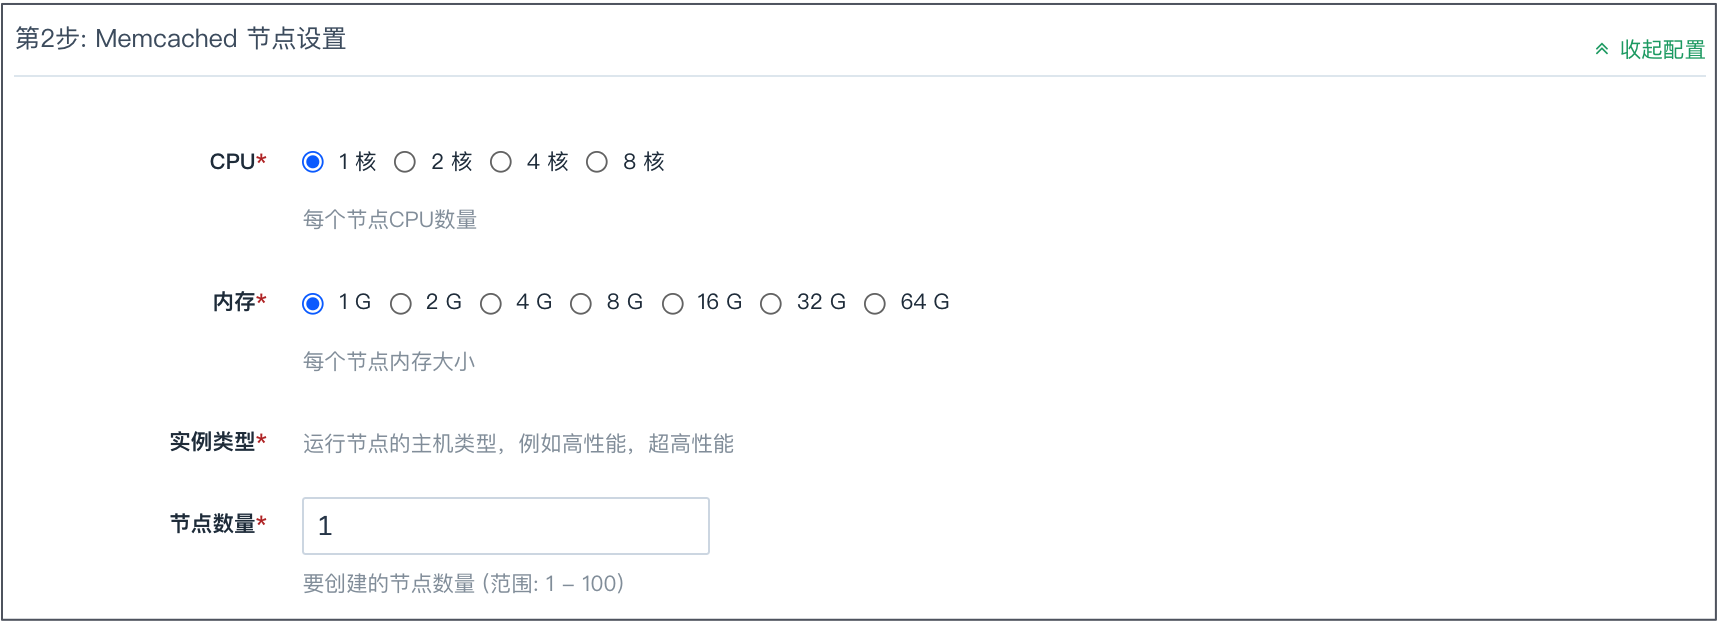 第2步: Memcached 节点设置
收起配置
CPU* 1 核 2 核 4 核 8 核
每个节点CPU数量
内存* 1 G 2 G 4 G 8 G 16 G 32 G 64 G
每个节点内存大小
实例类型* 运行节点的主机类型，例如高性能，超高性能
节点数量* 1
要创建的节点数量 (范围: 1 – 100)